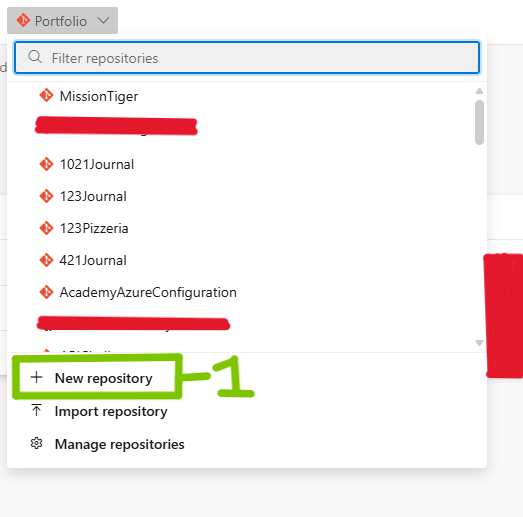 Portfolio
Filter repositories
MissionTiger
1021Journal
123Journal
123Pizzeria
421Journal
AcademyAzureConfiguration
New repository
1
Import repository
Manage repositories